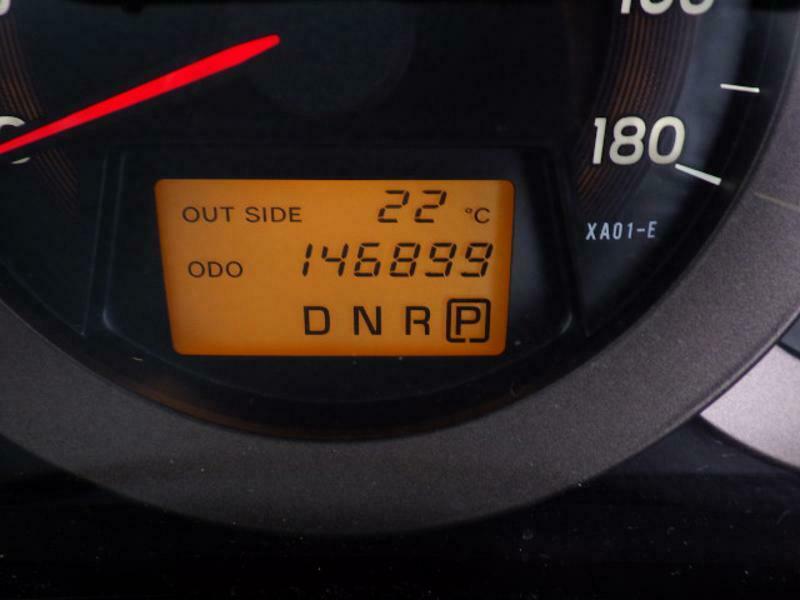 180
OUT SIDE 22 °C
XA01-E
ODO 146899
D N R P